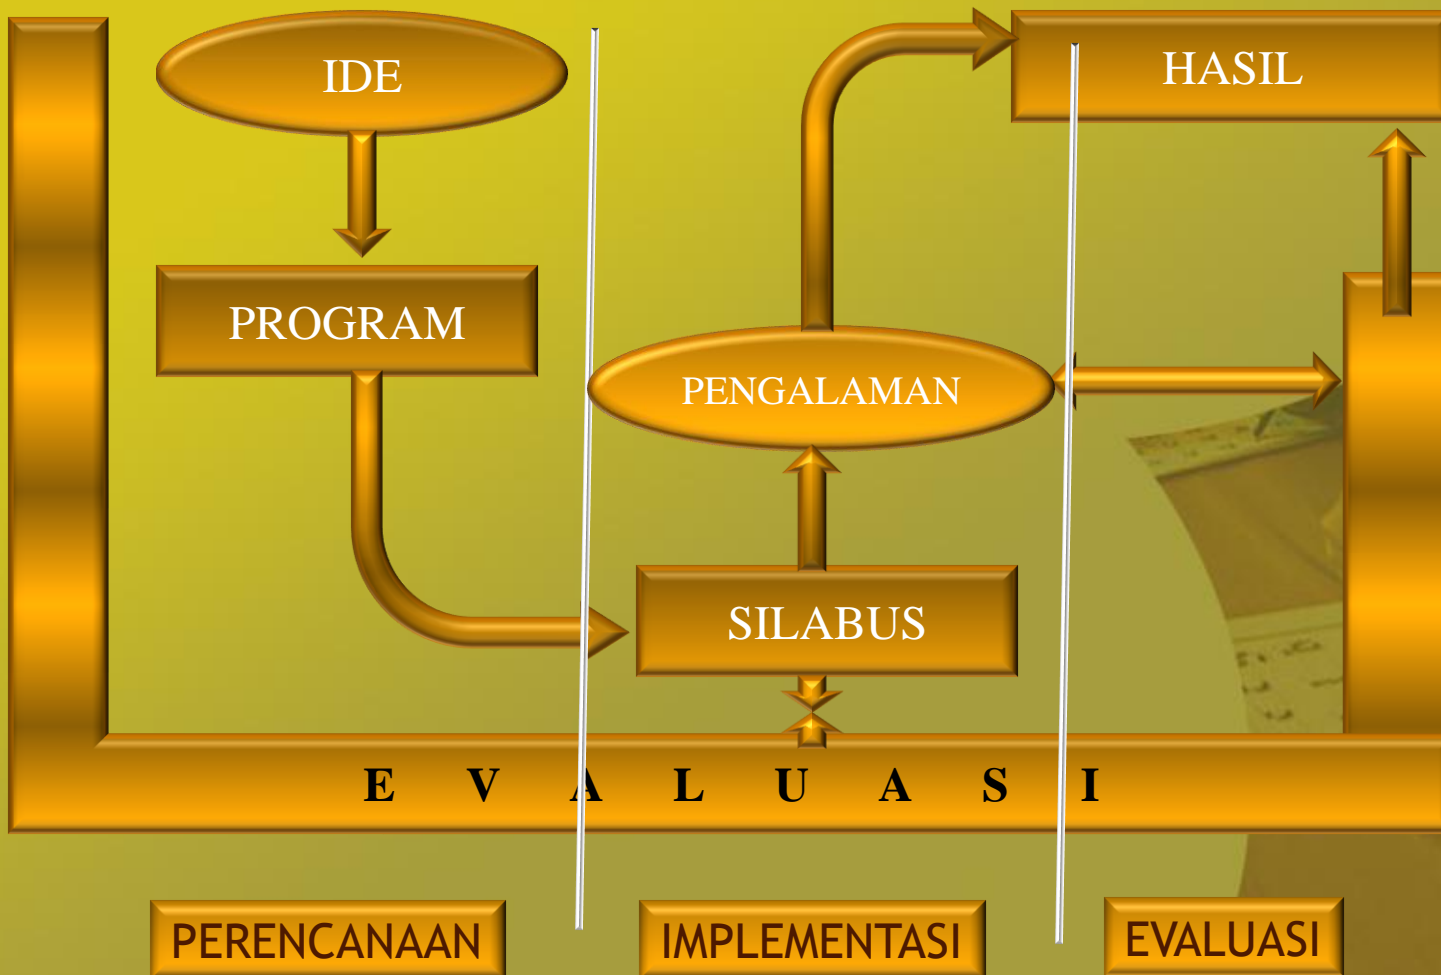 IDE
HASIL
PROGRAM
PENGALAMAN
SILABUS
E V A L U A S I
PERENCANAAN
IMPLEMENTASI
EVALUASI